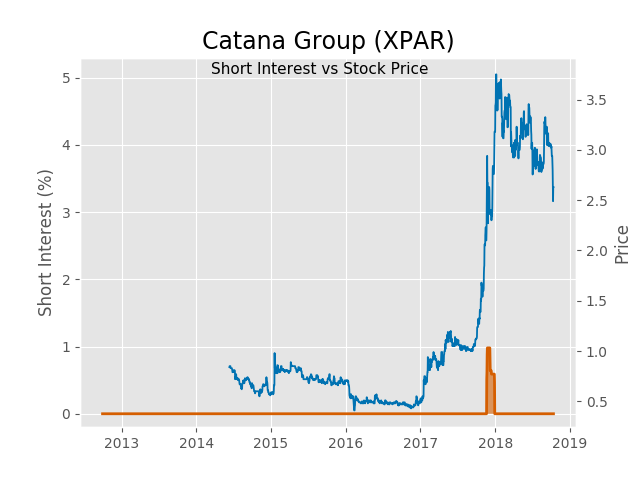 Catana Group (XPAR)
Short Interest vs Stock Price
Short Interest (%)
5
4
3
2
1
0
3.5
3.0
2.5
2.0
1.5
1.0
0.5
Price
2013 2014 2015 2016 2017 2018 2019